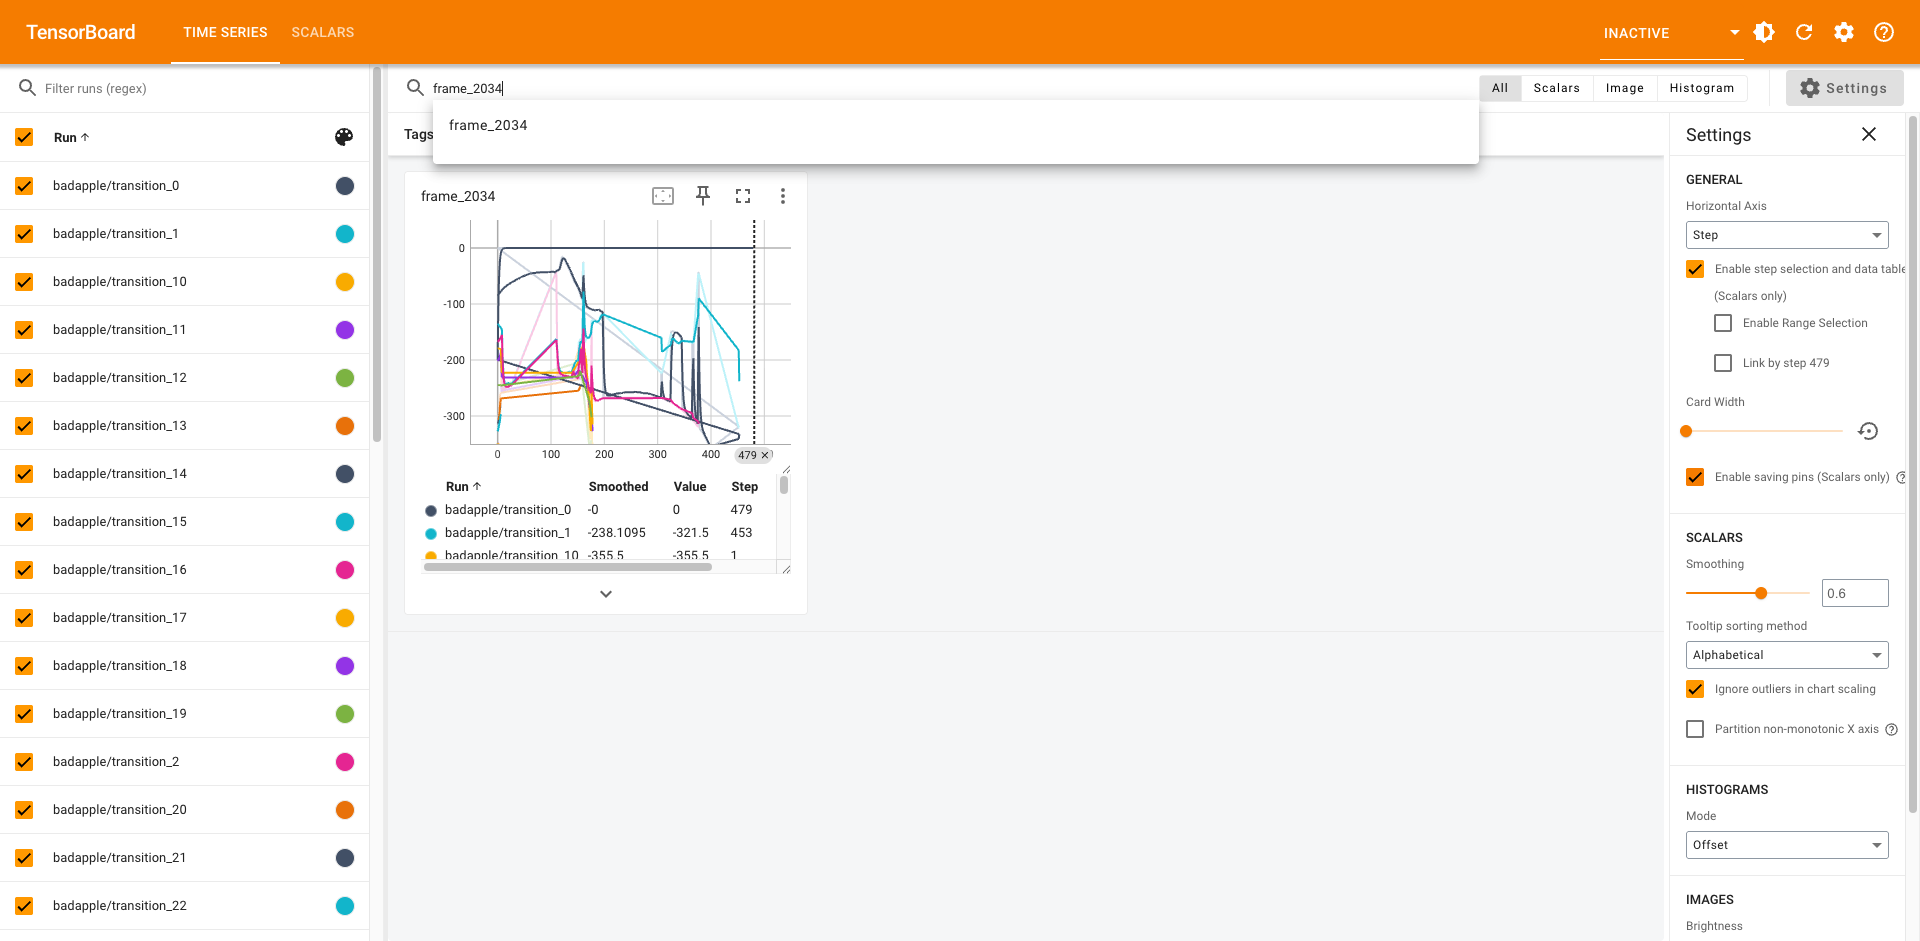 TensorBoard
TIME SERIES
SCALARS
INACTIVE
Filter runs (regex)
frame_2034
All
Scalars
Image
Histogram
Settings
frame_2034
Run
badapple/transition_0
badapple/transition_1
badapple/transition_10
badapple/transition_11
badapple/transition_12
badapple/transition_13
badapple/transition_14
badapple/transition_15
badapple/transition_16
badapple/transition_17
badapple/transition_18
badapple/transition_19
badapple/transition_2
badapple/transition_20
badapple/transition_21
badapple/transition_22
Tags
frame_2034
0
-100
-200
-300
0 100 200 300 400 479
Run Smoothed Value Step
badapple/transition_0 -0 0 479
badapple/transition_1 -238.1095 -321.5 453
badapple/transition_10 -355.5 -355.5 1
Settings
GENERAL
Horizontal Axis
Step
Enable step selection and data table
(Scalars only)
Enable Range Selection
Link by step 479
Card Width
Enable saving pins (Scalars only)
SCALARS
Smoothing
0.6
Tooltip sorting method
Alphabetical
Ignore outliers in chart scaling
Partition non-monotonic X axis
HISTOGRAMS
Mode
Offset
IMAGES
Brightness